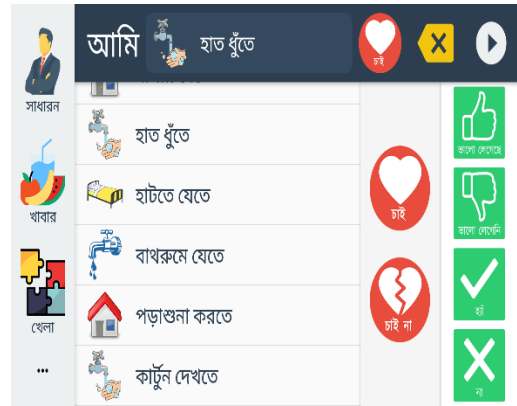 আমি হাত ধুঁতে চাই
সাধারন
খাবার
খেলা
...
হাত ধুঁতে
হাটতে যেতে
বাথরুমে যেতে
পড়াশুনা করতে
কার্টুন দেখতে
চাই
চাই না
ভালো লেগেছে
ভালো লেগেনি
হ্যাঁ
না